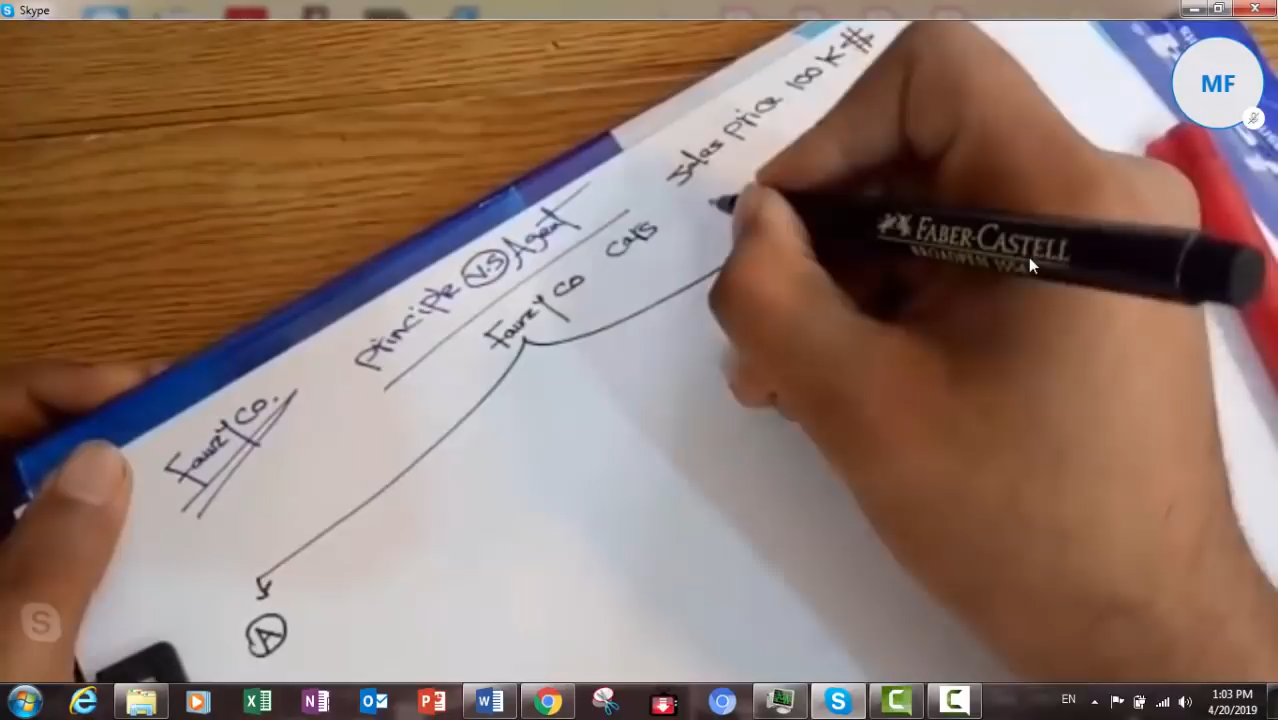 Skype
MF
Sales price 100 K #
Principle V.S Agent
Fawzy Co cars
Fawzy Co.
A
FABER-CASTELL
EN
1:03 PM
4/20/2019